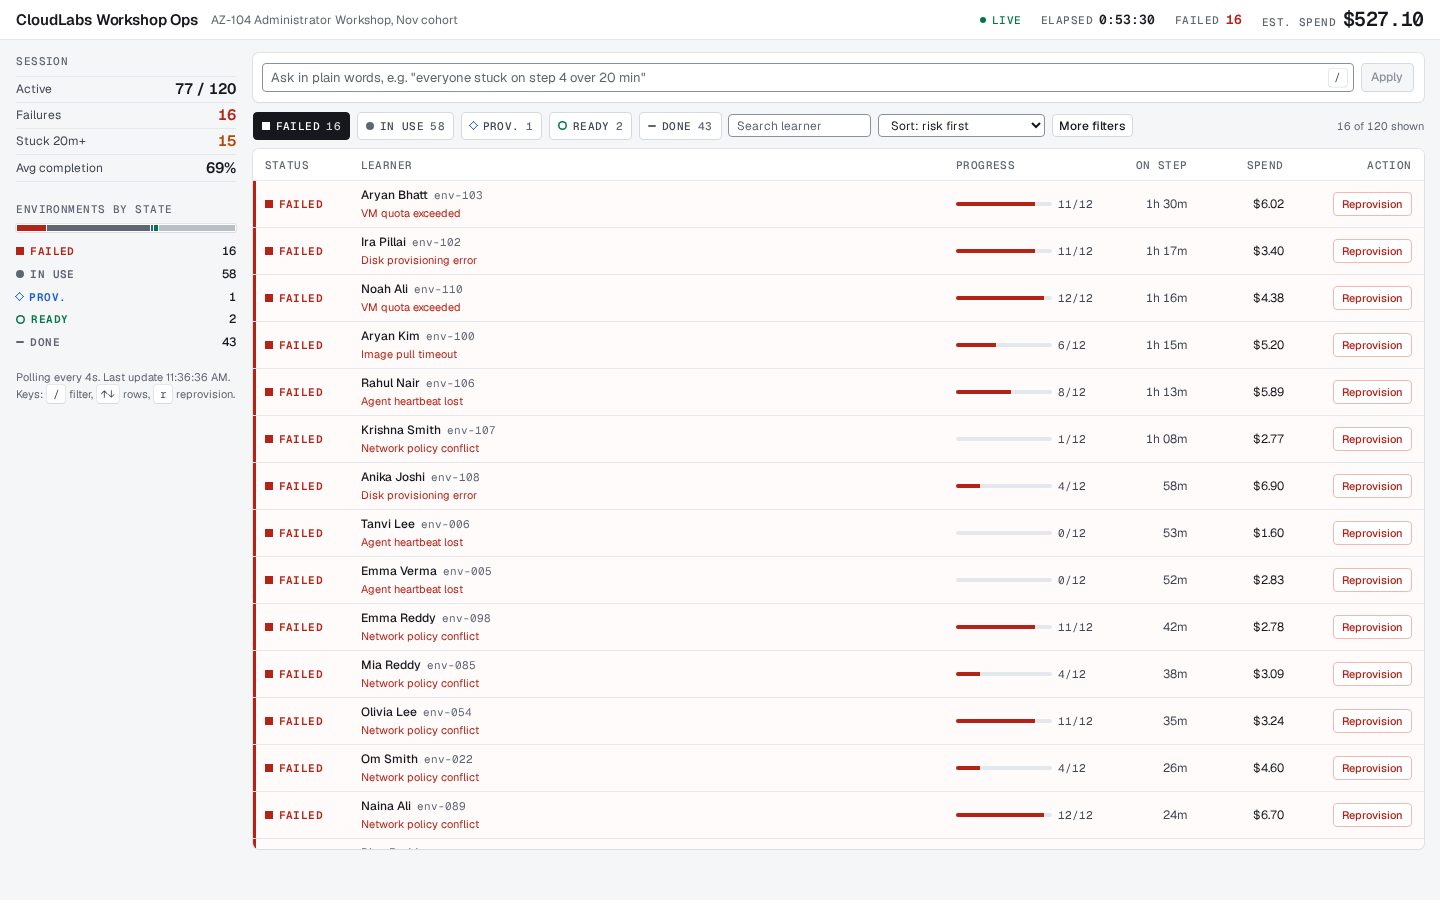 CloudLabs Workshop Ops AZ-104 Administrator Workshop, Nov cohort LIVE ELAPSED 0:53:30 FAILED 16 EST. SPEND $527.10
SESSION
Active 77 / 120
Failures 16
Stuck 20m+ 15
Avg completion 69%
ENVIRONMENTS BY STATE
FAILED 16
IN USE 58
PROV. 1
READY 2
DONE 43
Polling every 4s. Last update 11:36:36 AM.
Keys: / filter, ↑↓ rows, r reprovision.
Ask in plain words, e.g. "everyone stuck on step 4 over 20 min" / Apply
FAILED 16 IN USE 58 PROV. 1 READY 2 DONE 43 Search learner Sort: risk first More filters 16 of 120 shown
STATUS LEARNER PROGRESS ON STEP SPEND ACTION
FAILED Aryan Bhatt env-103 11/12 1h 30m $6.02 Reprovision
VM quota exceeded
FAILED Ira Pillai env-102 11/12 1h 17m $3.40 Reprovision
Disk provisioning error
FAILED Noah Ali env-110 12/12 1h 16m $4.38 Reprovision
VM quota exceeded
FAILED Aryan Kim env-100 6/12 1h 15m $5.20 Reprovision
Image pull timeout
FAILED Rahul Nair env-106 8/12 1h 13m $5.89 Reprovision
Agent heartbeat lost
FAILED Krishna Smith env-107 1/12 1h 08m $2.77 Reprovision
Network policy conflict
FAILED Anika Joshi env-108 4/12 58m $6.90 Reprovision
Disk provisioning error
FAILED Tanvi Lee env-006 0/12 53m $1.60 Reprovision
Agent heartbeat lost
FAILED Emma Verma env-005 0/12 52m $2.83 Reprovision
Agent heartbeat lost
FAILED Emma Reddy env-098 11/12 42m $2.78 Reprovision
Network policy conflict
FAILED Mia Reddy env-085 4/12 38m $3.09 Reprovision
Network policy conflict
FAILED Olivia Lee env-054 11/12 35m $3.24 Reprovision
Network policy conflict
FAILED Om Smith env-022 4/12 26m $4.60 Reprovision
Network policy conflict
FAILED Naina Ali env-089 12/12 24m $6.70 Reprovision
Network policy conflict